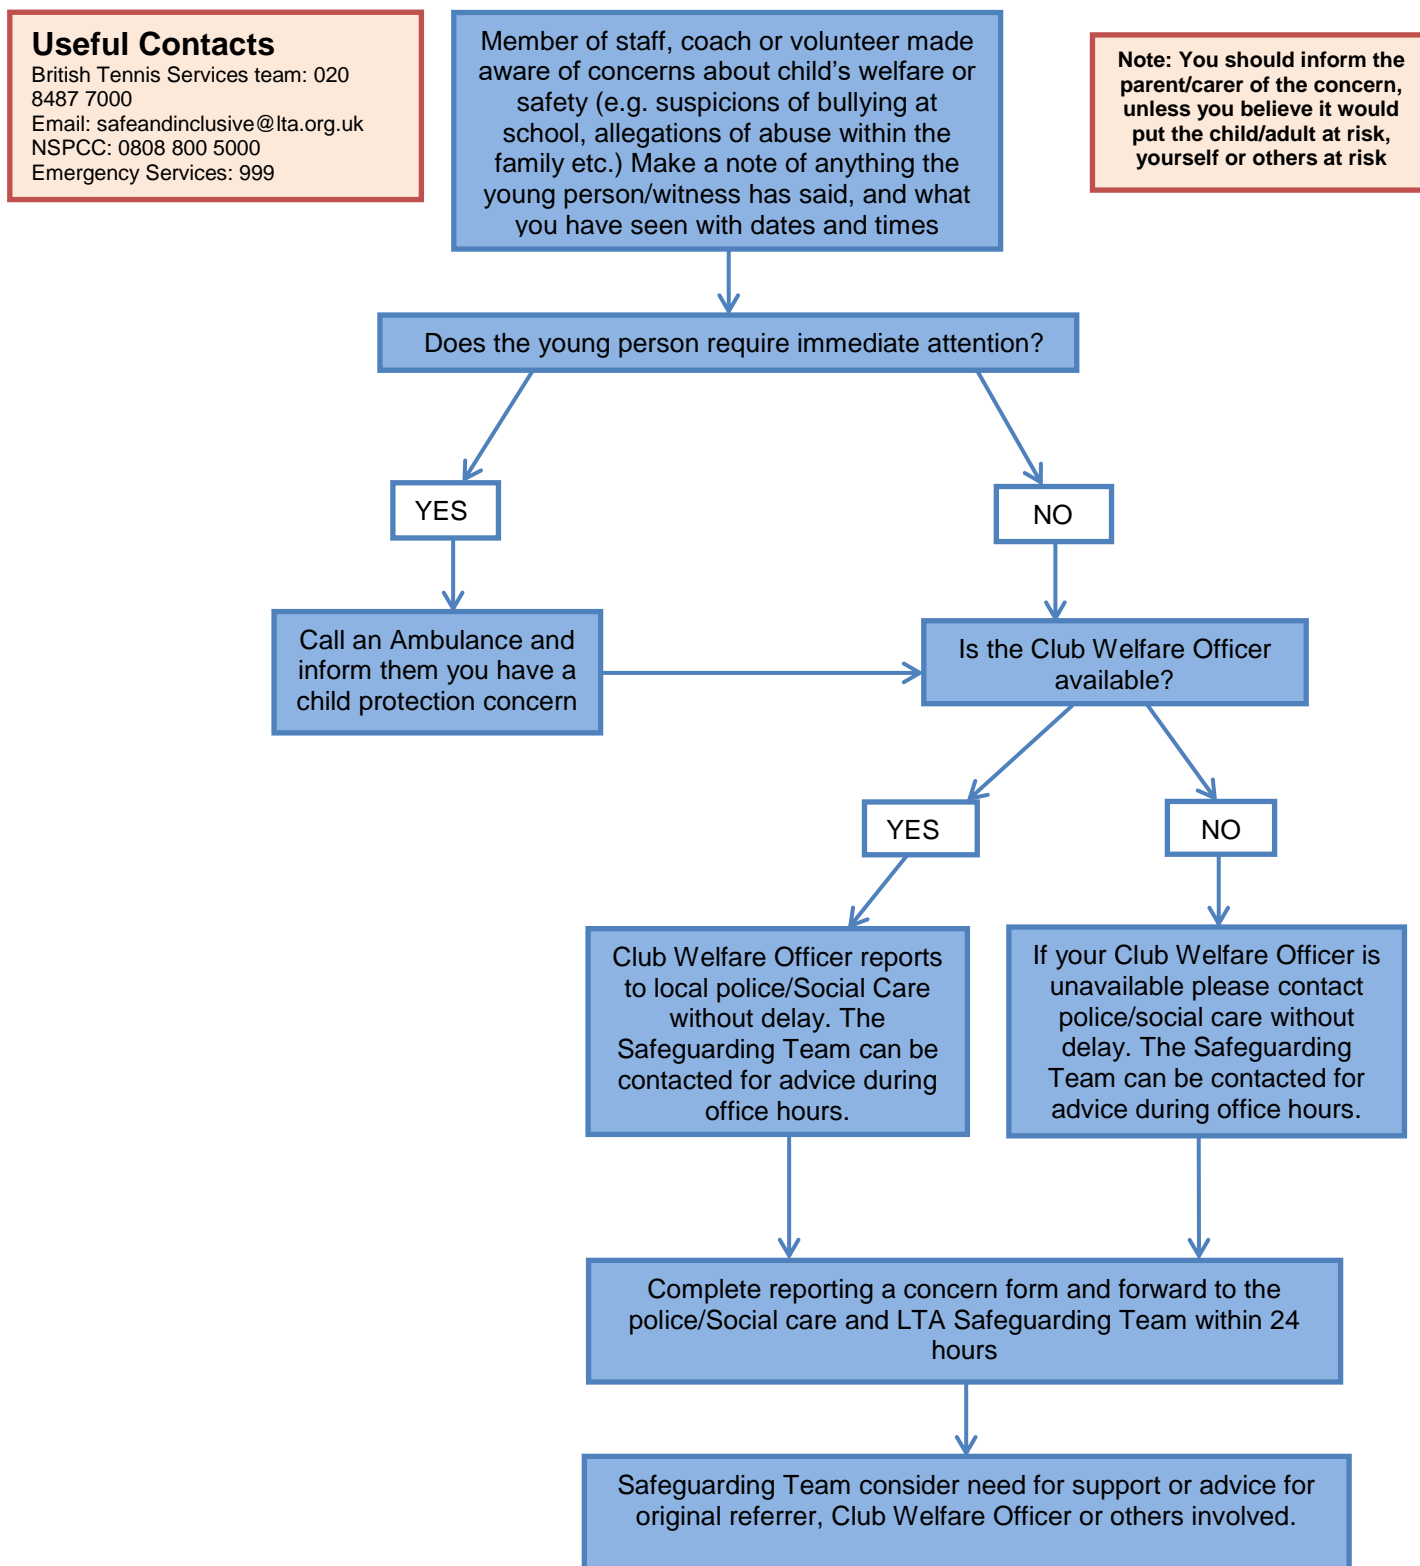 Useful Contacts
British Tennis Services team: 020
8487 7000
Email: safeandinclusive@lta.org.uk
NSPCC: 0808 800 5000
Emergency Services: 999
Member of staff, coach or volunteer made
aware of concerns about child's welfare or
safety (e.g. suspicions of bullying at
school, allegations of abuse within the
family etc.) Make a note of anything the
young person/witness has said, and what
you have seen with dates and times
Note: You should inform the
parent/carer of the concern,
unless you believe it would
put the child/adult at risk,
yourself or others at risk
Does the young person require immediate attention?
YES
NO
Call an Ambulance and
inform them you have a
child protection concern
Is the Club Welfare Officer
available?
YES
NO
Club Welfare Officer reports
to local police/Social Care
without delay. The
Safeguarding Team can be
contacted for advice during
office hours.
If your Club Welfare Officer is
unavailable please contact
police/social care without
delay. The Safeguarding
Team can be contacted for
advice during office hours.
Complete reporting a concern form and forward to the
police/Social care and LTA Safeguarding Team within 24
hours
Safeguarding Team consider need for support or advice for
original referrer, Club Welfare Officer or others involved.